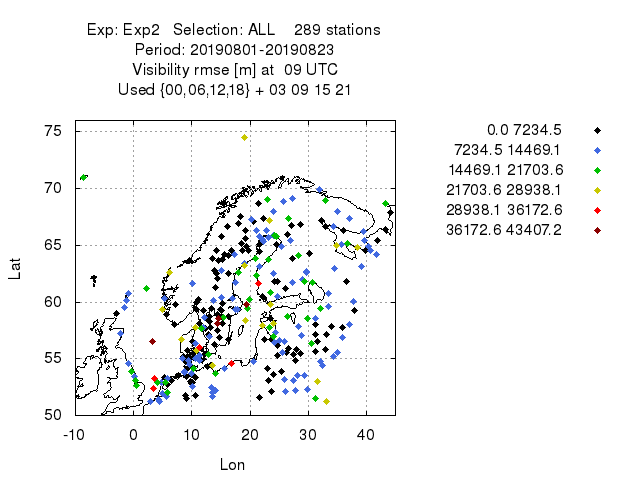 Exp: Exp2 Selection: ALL 289 stations
Period: 20190801-20190823
Visibility rmse [m] at 09 UTC
Used {00,06,12,18} + 03 09 15 21
75
70
65
60
55
50
-10 0 10 20 30 40
Lat
Lon
0.0 7234.5
7234.5 14469.1
14469.1 21703.6
21703.6 28938.1
28938.1 36172.6
36172.6 43407.2